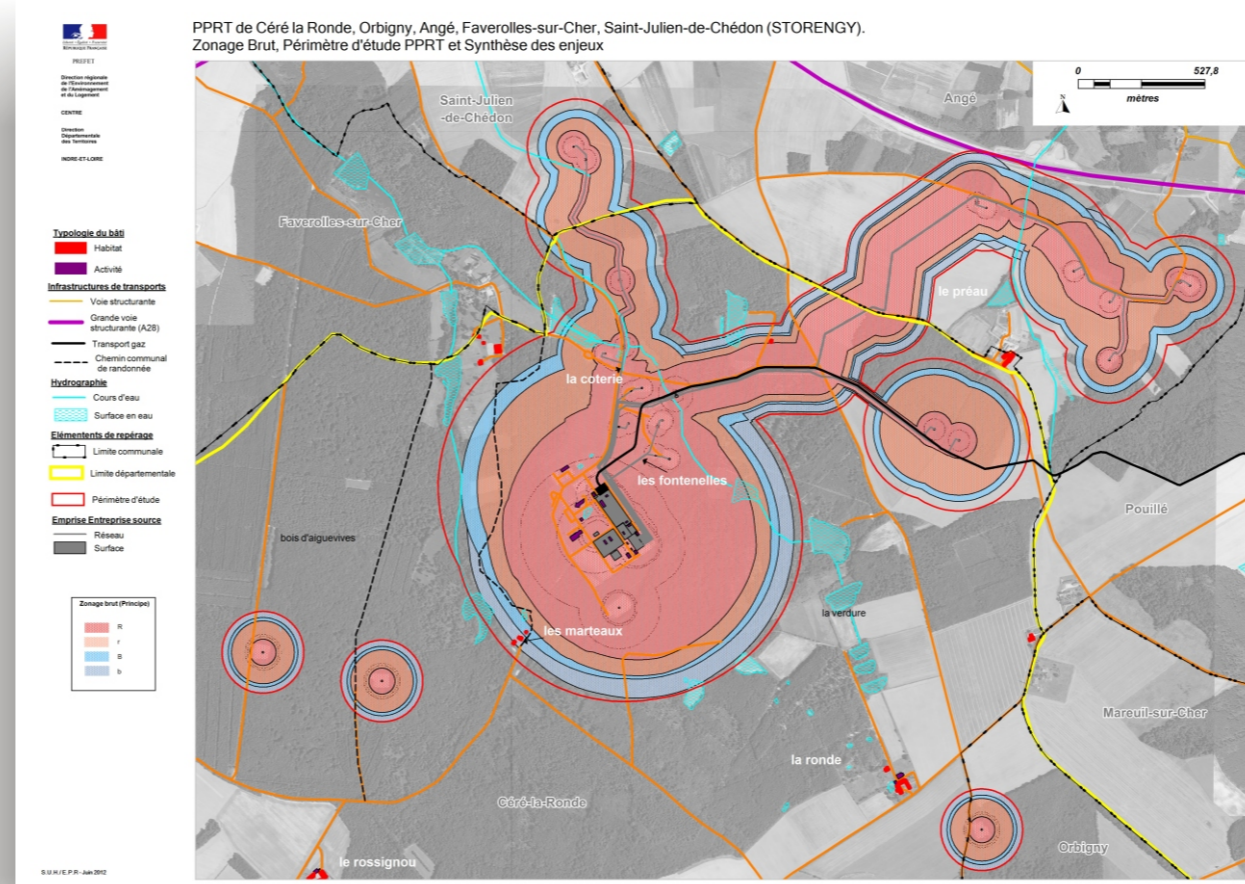 PPRT de Céré la Ronde, Orbigny, Angé, Faverolles-sur-Cher, Saint-Julien-de-Chédon (STORENGY).
Zonage Brut, Périmètre d'étude PPRT et Synthèse des enjeux
RÉPUBLIQUE FRANÇAISE
PREFET
Direction régionale
de l'Environnement
de l'Aménagement
et du Logement
CENTRE
Direction
Départementale
des Territoires
INDRE-ET-LOIRE
Typologie du bâti
Habitat
Activité
Infrastructures de transports
Voie structurante
Grande voie
structurante (A28)
Transport gaz
Chemin communal
de randonnée
Hydrographie
Cours d'eau
Surface en eau
Elémentents de repérage
Limite communale
Limite départementale
Périmètre d'étude
Emprise Entreprise source
Réseau
Surface
Zonage brut (Principe)
R
r
B
b
S.U.H./ E.P.R - Juin 2012
0 527,8
mètres
N
Saint-Julien
-de-Chédon
Angé
Faverolles-sur-Cher
le préau
la coterie
les fontenelles
Pouillé
bois d'aiguevives
la verdure
les marteaux
Mareuil-sur-Cher
la ronde
Céré-la-Ronde
Orbigny
le rossignou